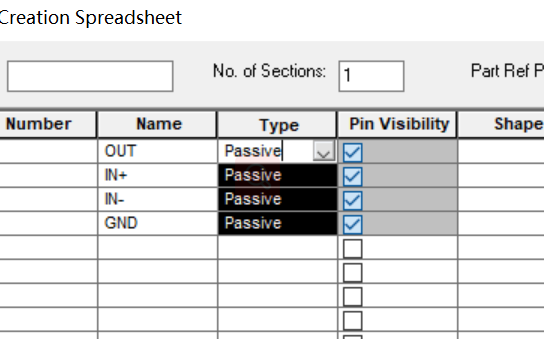 Creation Spreadsheet
No. of Sections: 1 Part Ref P
Number Name Type Pin Visibility Shape
OUT Passive
IN+ Passive
IN- Passive
GND Passive